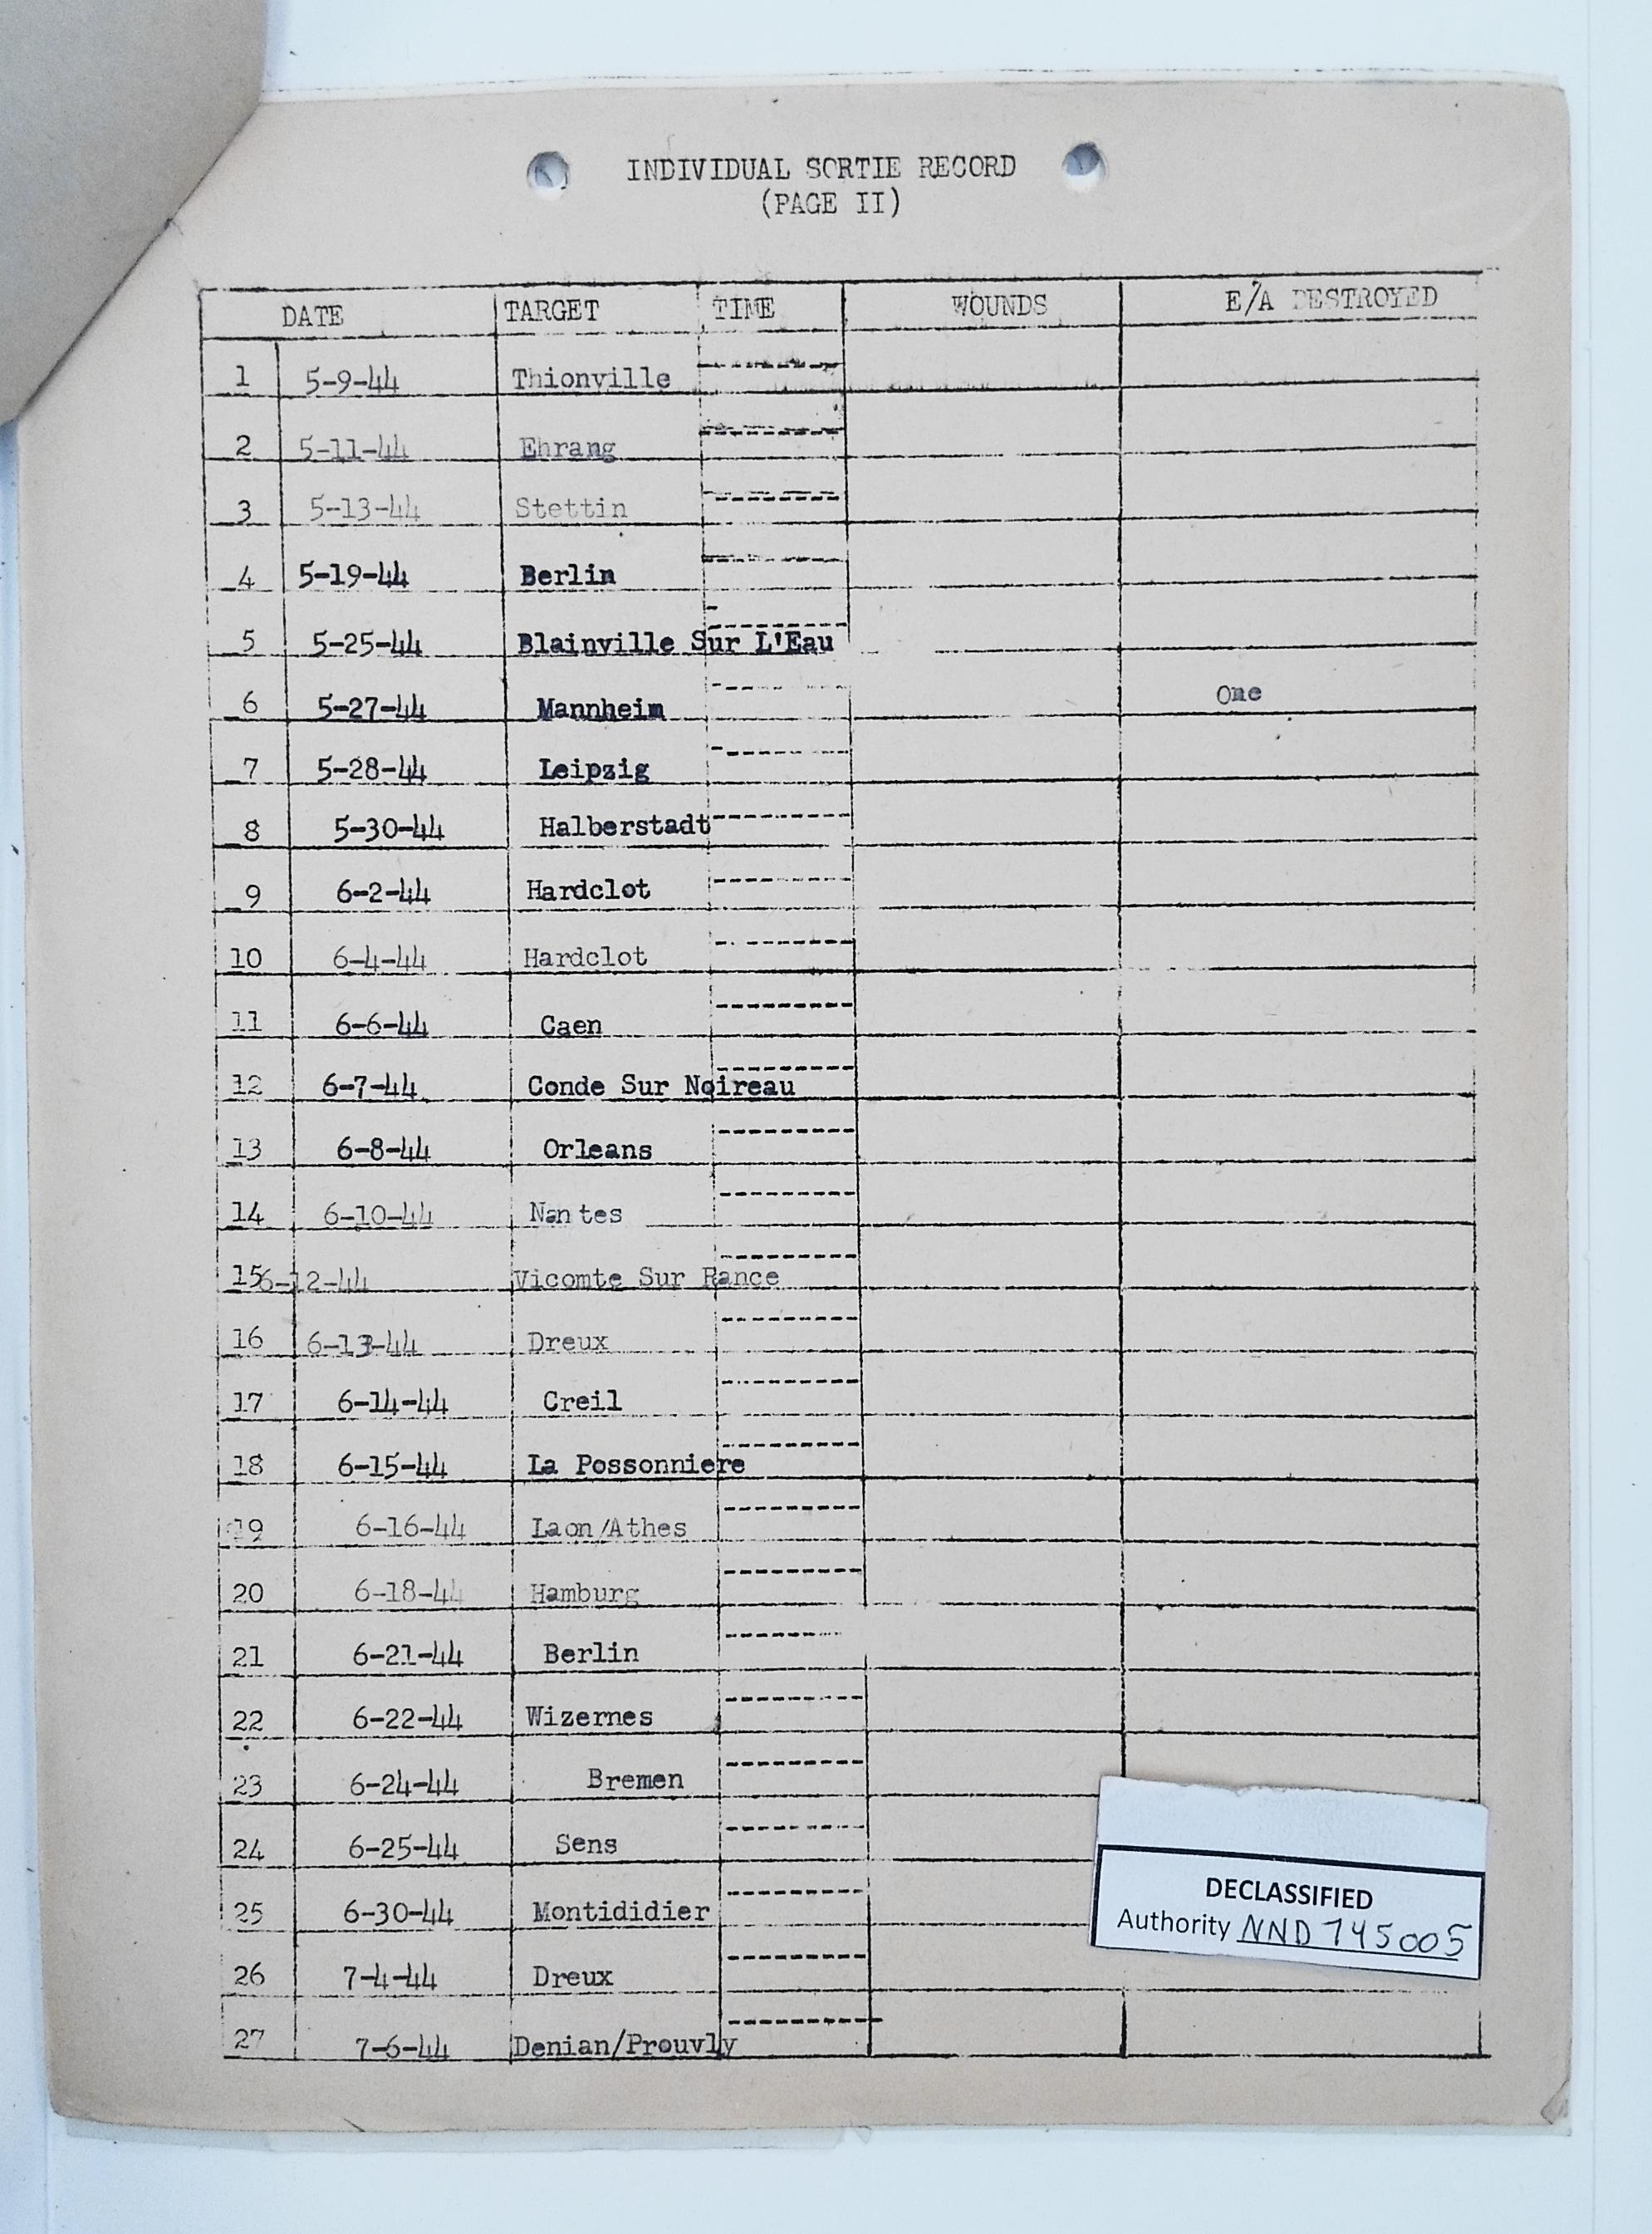 INDIVIDUAL SORTIE RECORD
(PAGE II)
DATE TARGET TIME WOUNDS E/A DESTROYED
1 5-9-44 Thionville ---------
2 5-11-44 Ehrang ---------
3 5-13-44 Stettin ---------
4 5-19-44 Berlin ---------
5 5-25-44 Blainville Sur L'Eau ---------
6 5-27-44 Mannheim --------- One
7 5-28-44 Leipzig ---------
8 5-30-44 Halberstadt ---------
9 6-2-44 Hardclot ---------
10 6-4-44 Hardclot ---------
11 6-6-44 Caen ---------
12 6-7-44 Conde Sur Noireau ---------
13 6-8-44 Orleans ---------
14 6-10-44 Nantes ---------
15 6-12-44 Vicomte Sur Rance ---------
16 6-13-44 Dreux ---------
17 6-14-44 Creil ---------
18 6-15-44 La Possonniere ---------
19 6-16-44 Laon/Athes ---------
20 6-18-44 Hamburg ---------
21 6-21-44 Berlin ---------
22 6-22-44 Wizernes ---------
23 6-24-44 Bremen ---------
24 6-25-44 Sens ---------
25 6-30-44 Montididier ---------
26 7-4-44 Dreux ---------
27 7-6-44 Denian/Prouvly ----------
DECLASSIFIED
Authority NND 745005